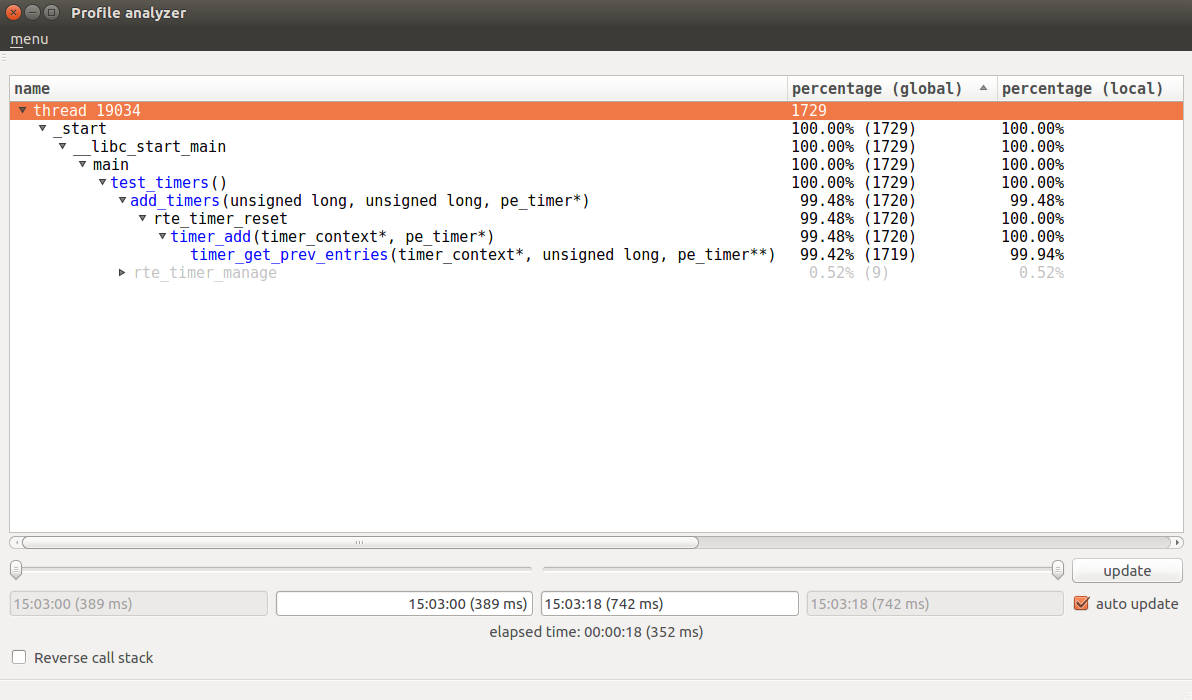 Profile analyzer
menu
name percentage (global) percentage (local)
thread 19034 1729
_start 100.00% (1729) 100.00%
__libc_start_main 100.00% (1729) 100.00%
main 100.00% (1729) 100.00%
test_timers() 100.00% (1729) 100.00%
add_timers(unsigned long, unsigned long, pe_timer*) 99.48% (1720) 99.48%
rte_timer_reset 99.48% (1720) 100.00%
timer_add(timer_context*, pe_timer*) 99.48% (1720) 100.00%
timer_get_prev_entries(timer_context*, unsigned long, pe_timer**) 99.42% (1719) 99.94%
rte_timer_manage 0.52% (9) 0.52%
update
15:03:00 (389 ms) 15:03:00 (389 ms) 15:03:18 (742 ms) 15:03:18 (742 ms) auto update
elapsed time: 00:00:18 (352 ms)
Reverse call stack